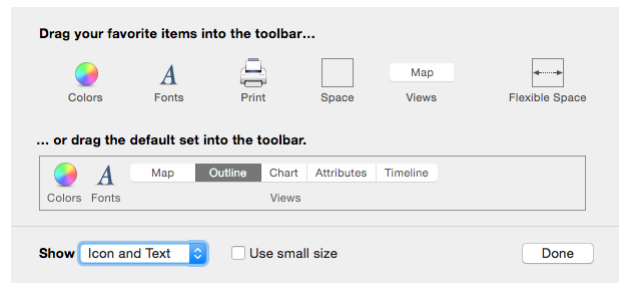 Drag your favorite items into the toolbar...
A Map
Colors Fonts Print Space Views Flexible Space
... or drag the default set into the toolbar.
A Map Outline Chart Attributes Timeline
Colors Fonts Views
Show Icon and Text Use small size Done